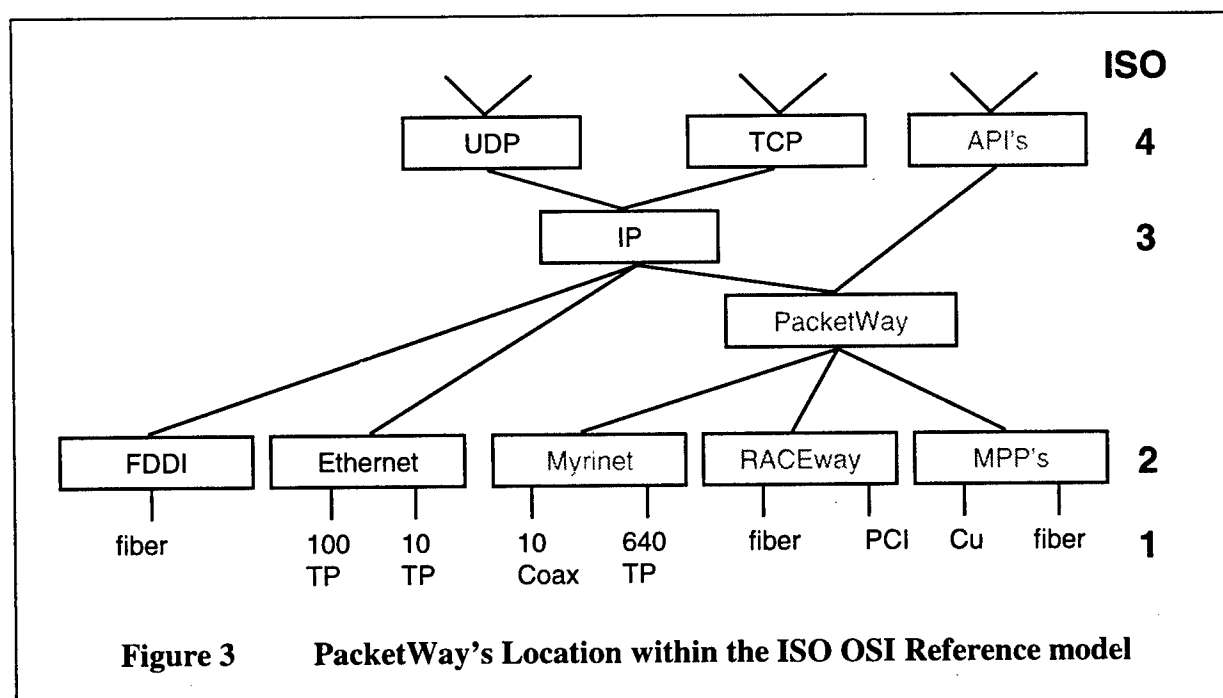 ISO
UDP TCP API's 4
IP 3
PacketWay
FDDI Ethernet Myrinet RACEway MPP's 2
fiber 100 10 10 640 fiber PCI Cu fiber 1
TP TP Coax TP
Figure 3 PacketWay's Location within the ISO OSI Reference model